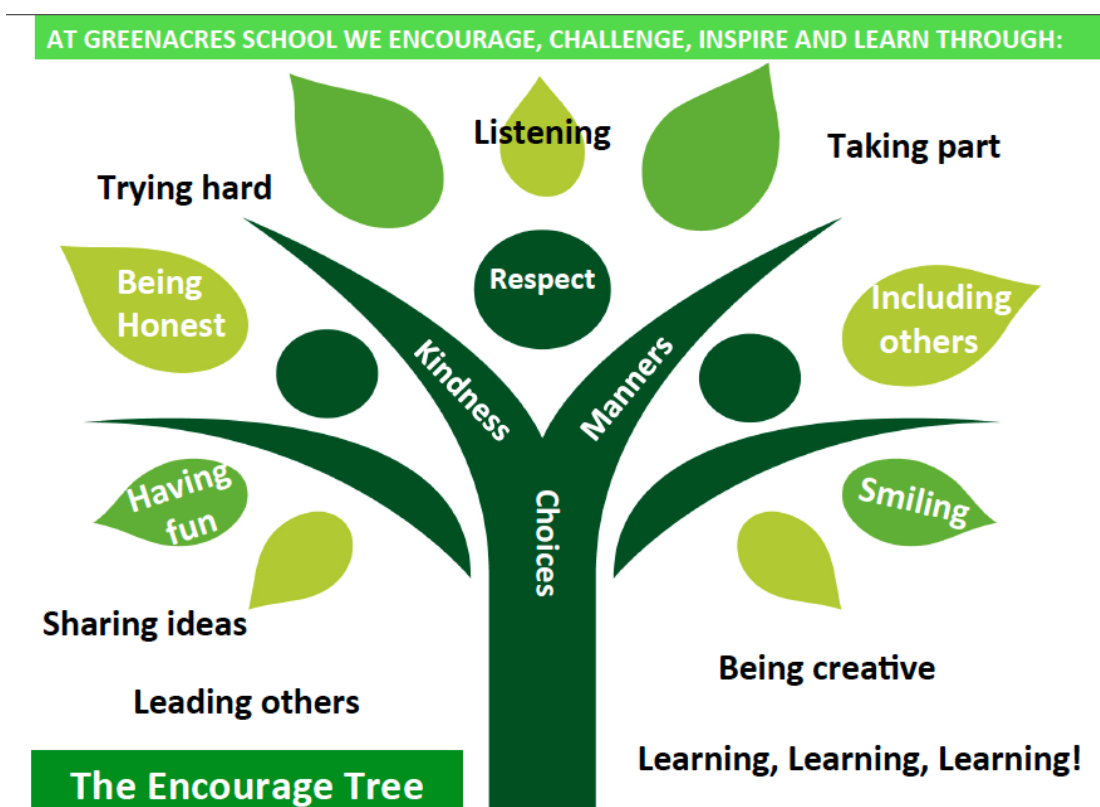 AT GREENACRES SCHOOL WE ENCOURAGE, CHALLENGE, INSPIRE AND LEARN THROUGH:
Listening
Taking part
Trying hard
Being
Honest
Respect
Including
others
Kindness
Manners
Having
fun
Choices
Smiling
Sharing ideas
Being creative
Leading others
Learning, Learning, Learning!
The Encourage Tree